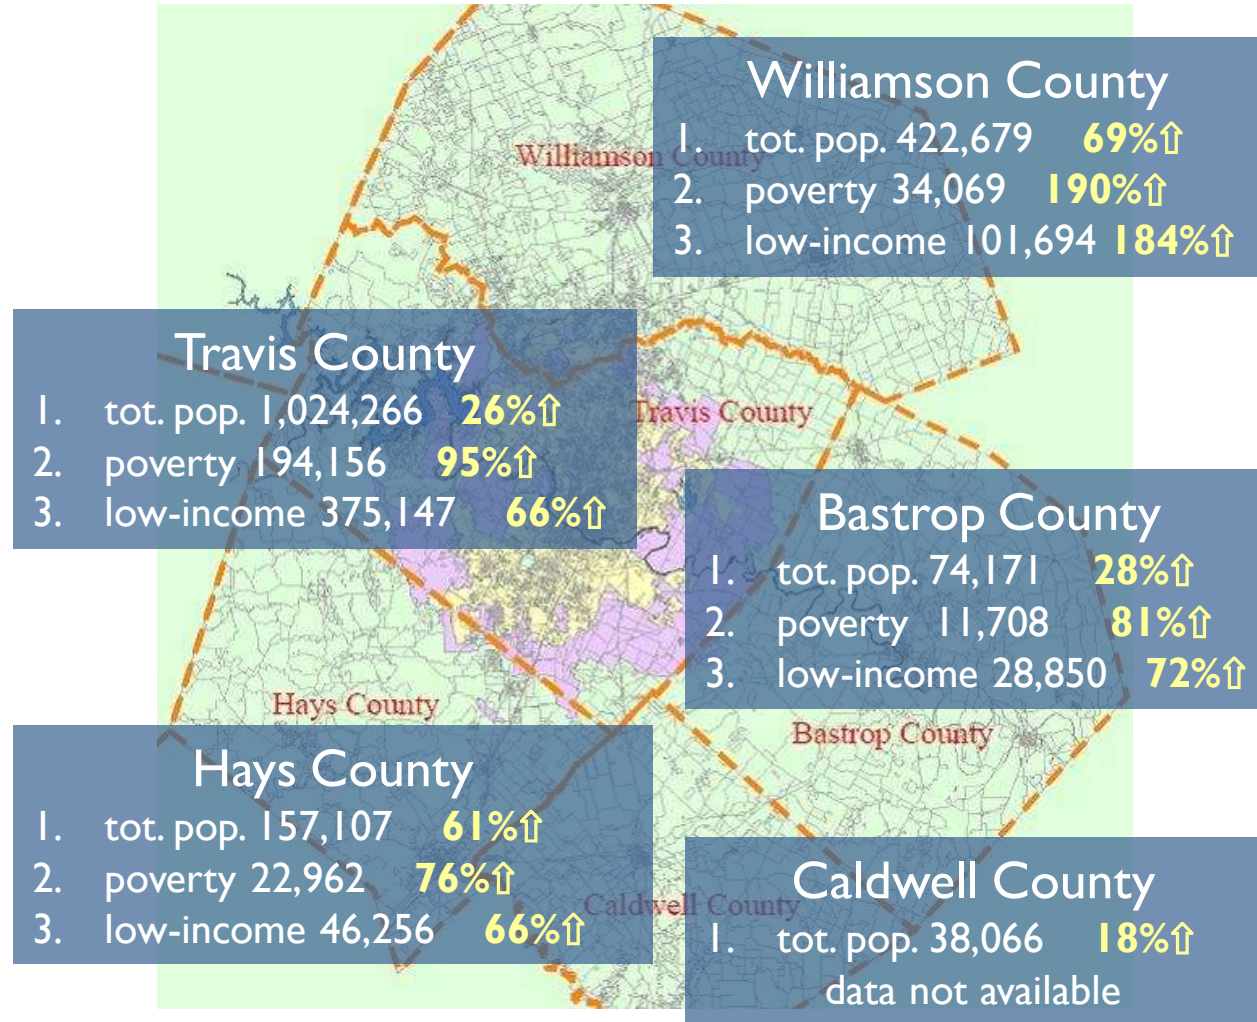 Williamson County
1. tot. pop. 422,679 69%⇧
2. poverty 34,069 190%⇧
3. low-income 101,694 184%⇧
Williamson County
Travis County
1. tot. pop. 1,024,266 26%⇧
2. poverty 194,156 95%⇧
3. low-income 375,147 66%⇧
Travis County
Bastrop County
1. tot. pop. 74,171 28%⇧
2. poverty 11,708 81%⇧
3. low-income 28,850 72%⇧
Hays County
Bastrop County
Hays County
1. tot. pop. 157,107 61%⇧
2. poverty 22,962 76%⇧
3. low-income 46,256 66%⇧
Caldwell County
Caldwell County
1. tot. pop. 38,066 18%⇧
data not available